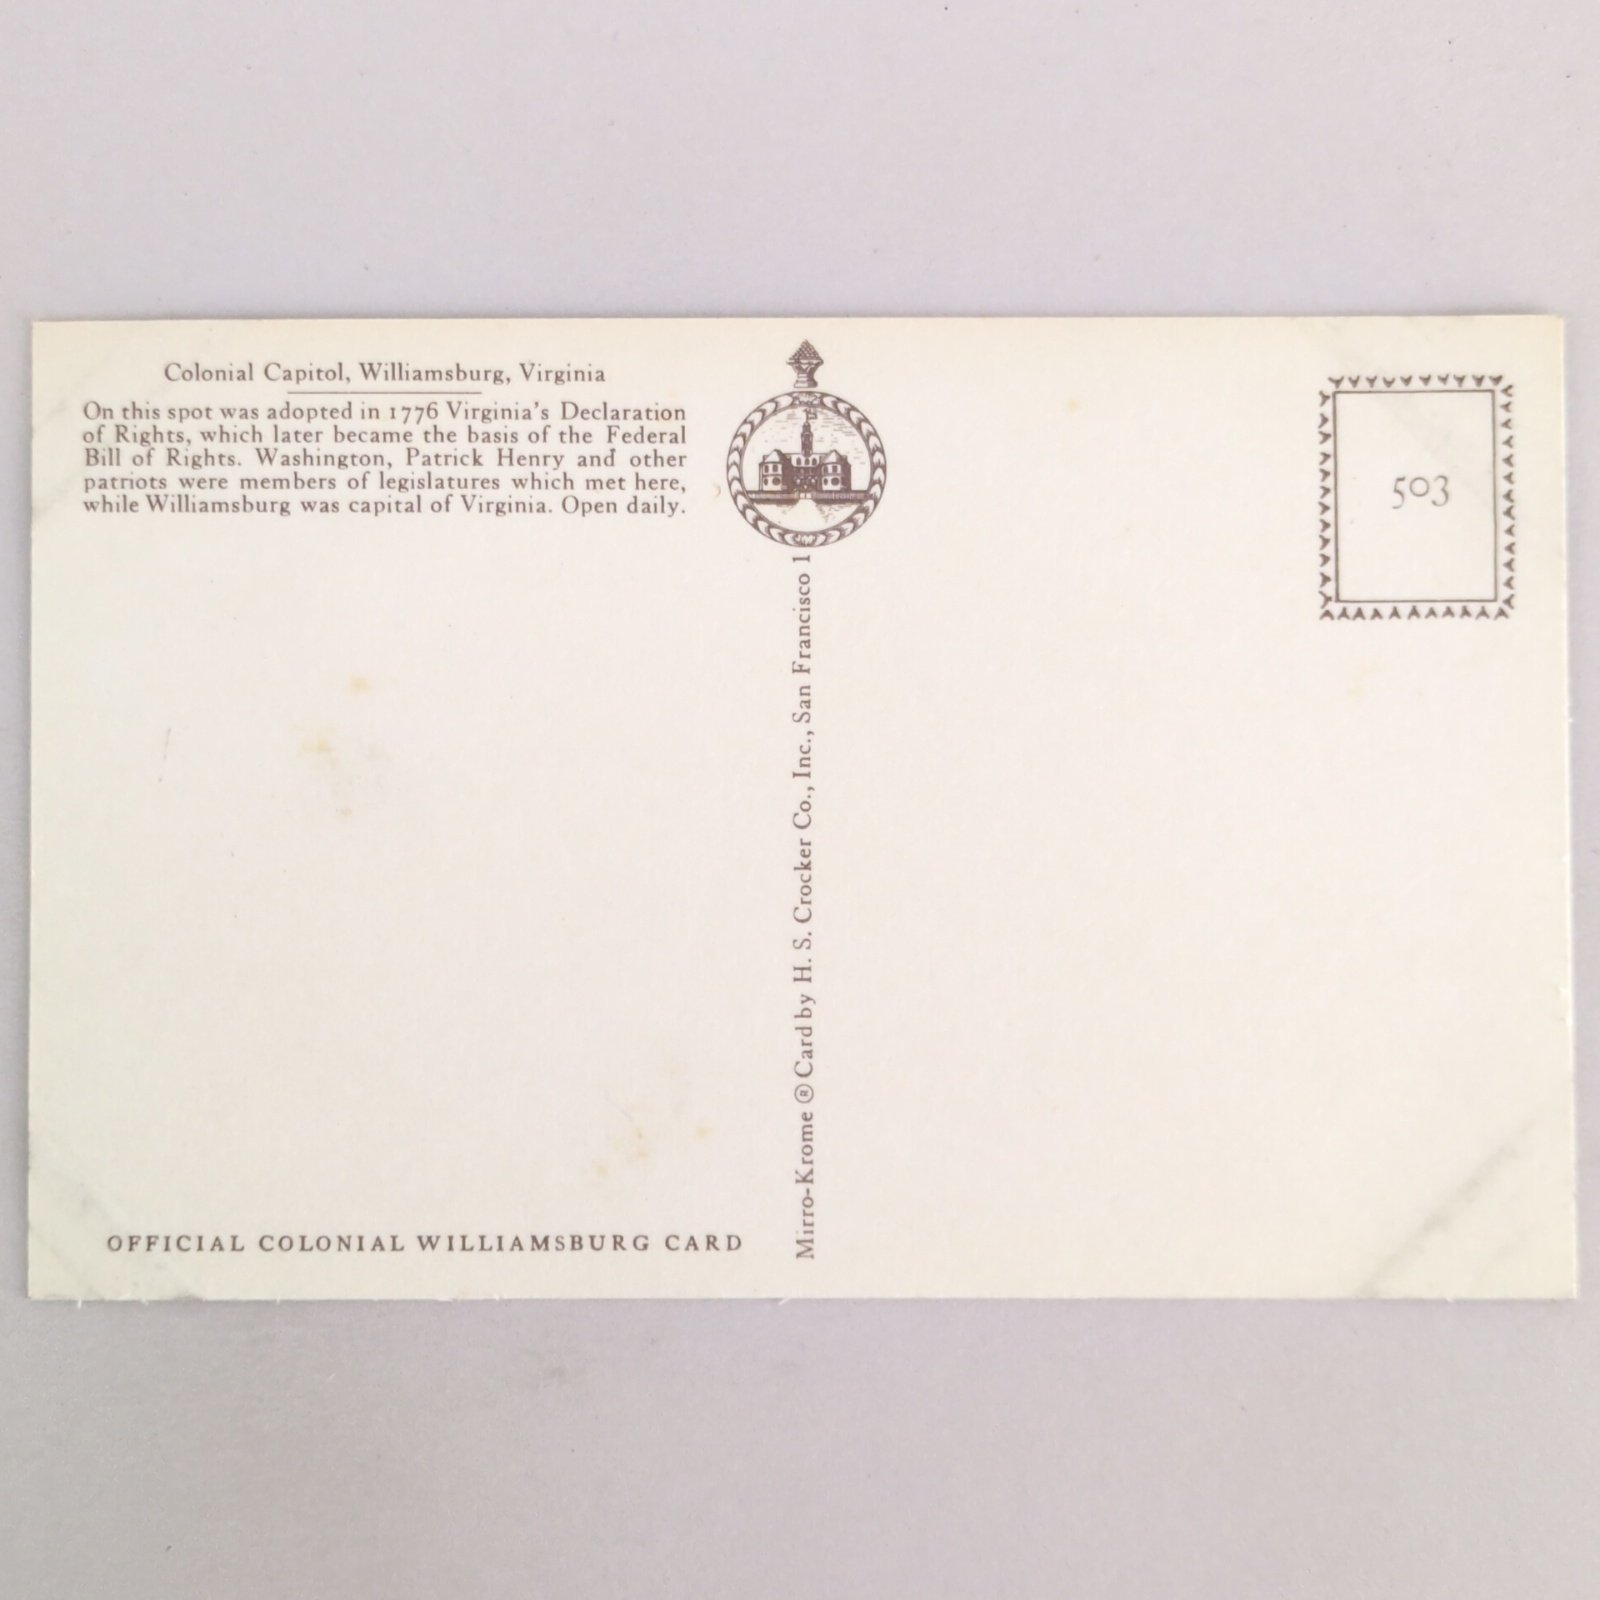 Colonial Capitol, Williamsburg, Virginia
On this spot was adopted in 1776 Virginia's Declaration
of Rights, which later became the basis of the Federal
Bill of Rights. Washington, Patrick Henry and other
patriots were members of legislatures which met here,
while Williamsburg was capital of Virginia. Open daily.
OFFICIAL COLONIAL WILLIAMSBURG CARD
Mirro-Krome ® Card by H. S. Crocker Co., Inc., San Francisco 1
503